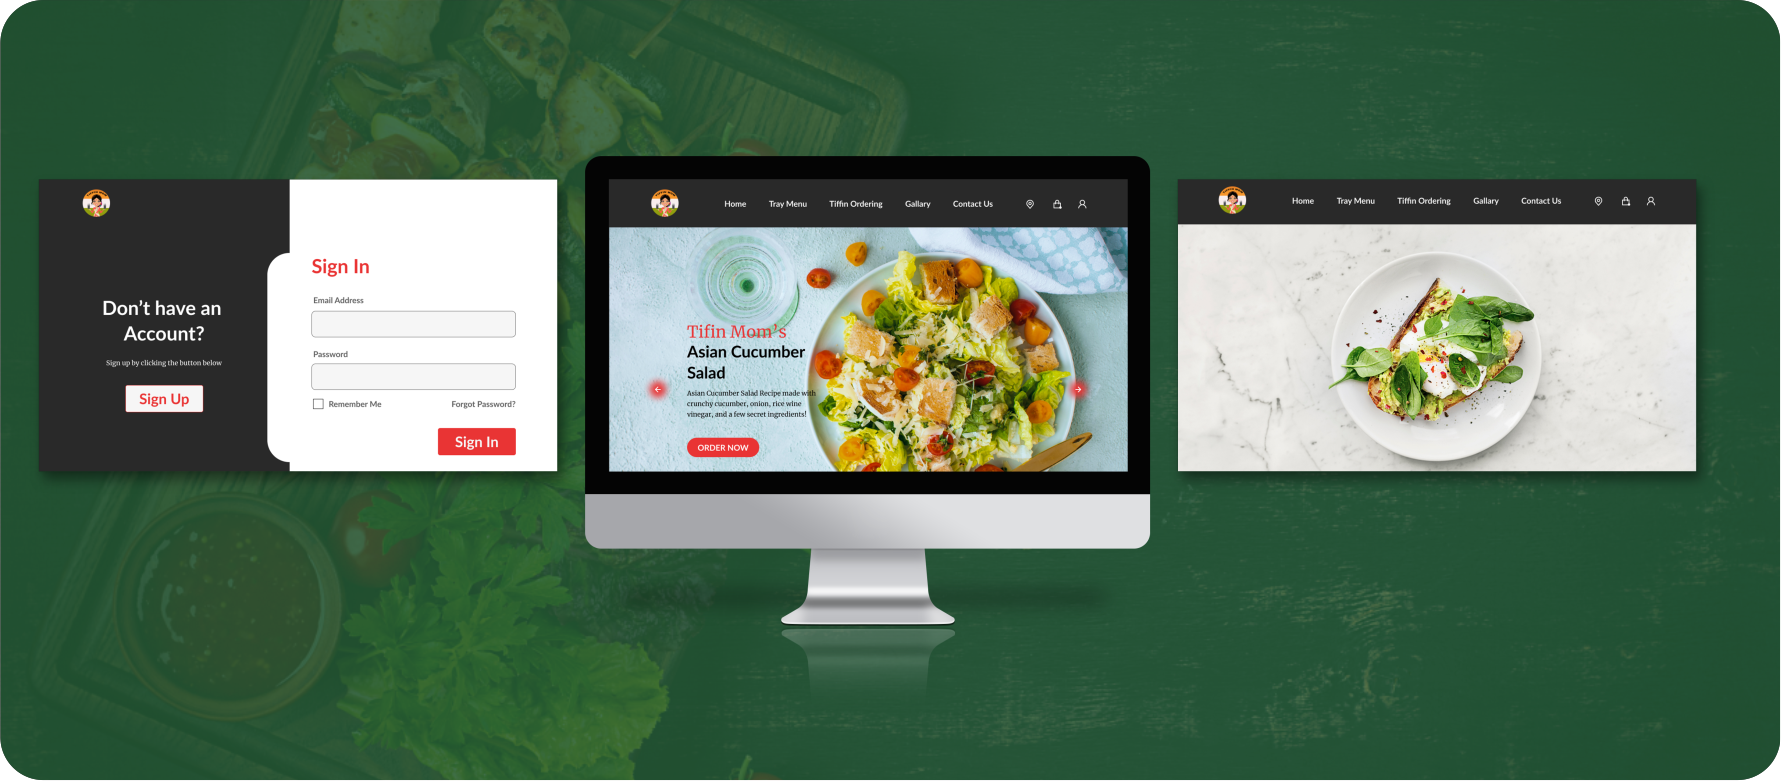 Don't have an
Account?
Sign up by clicking the button below
Sign Up
Sign In
Email Address
Password
Remember Me
Forgot Password?
Sign In
Home
Tray Menu
Tiffin Ordering
Gallary
Contact Us
Tifin Mom's
Asian Cucumber
Salad
Asian Cucumber Salad Recipe made with
crunchy cucumber, onion, rice wine
vinegar, and a few secret ingredients!
ORDER NOW
Home
Tray Menu
Tiffin Ordering
Gallary
Contact Us